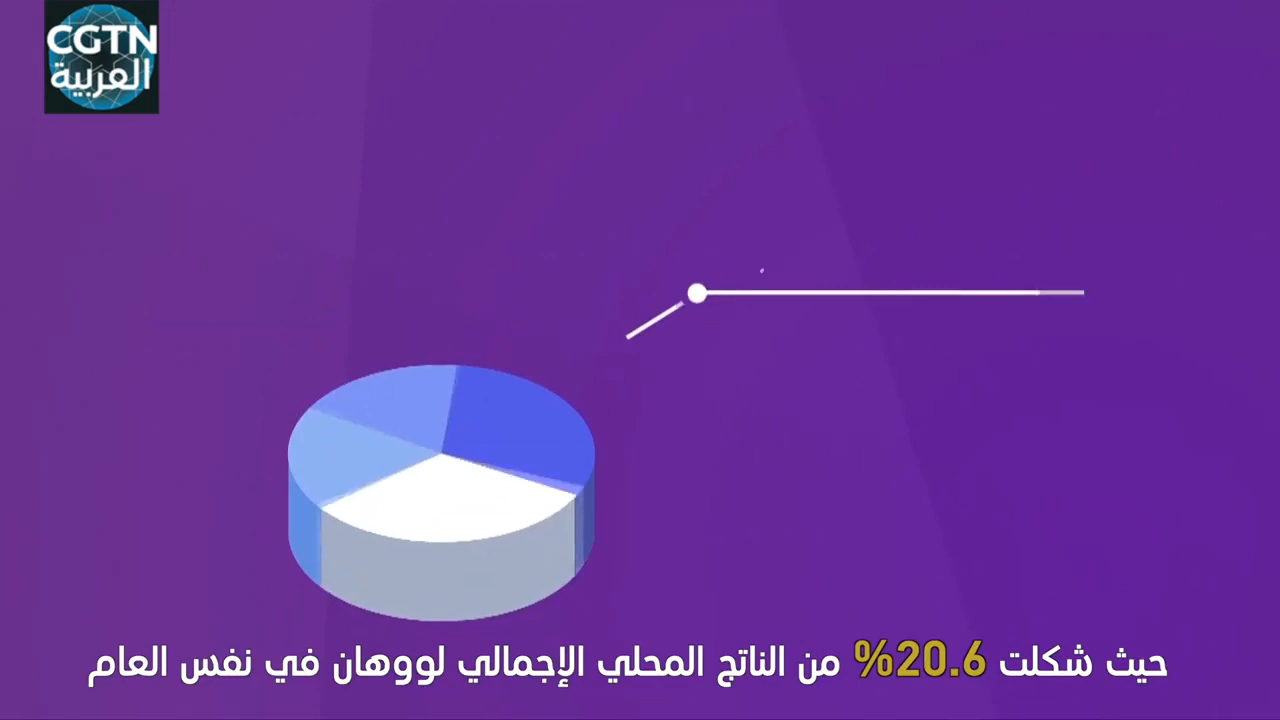 CGTN
العربية
حيث شكلت 20.6% من الناتج المحلي الإجمالي لووهان في نفس العام